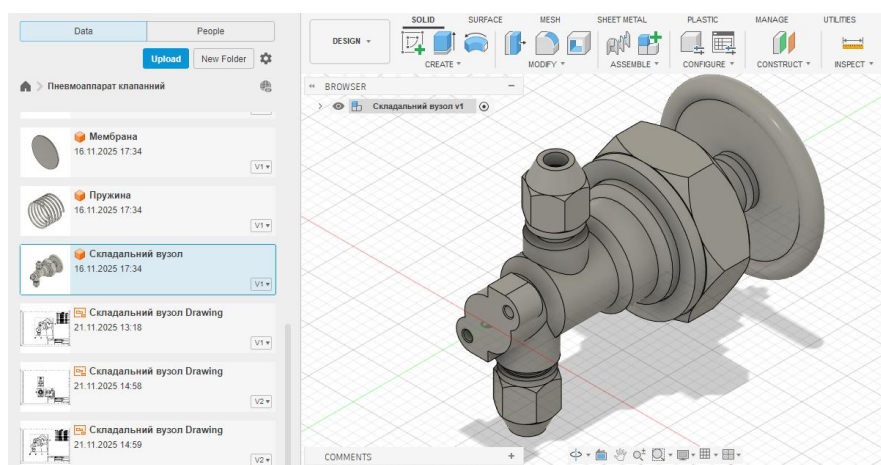 Data People
Upload New Folder
Пневмоаппарат клапанний
Мембрана
16.11.2025 17:34
V1
Пружина
16.11.2025 17:34
V1
Складальний вузол
16.11.2025 17:34
V1
Складальний вузол Drawing
21.11.2025 13:18
V1
Складальний вузол Drawing
21.11.2025 14:58
V2
Складальний вузол Drawing
21.11.2025 14:59
V2
SOLID SURFACE MESH SHEET METAL PLASTIC MANAGE UTILITIES
DESIGN
CREATE MODIFY ASSEMBLE CONFIGURE CONSTRUCT INSPECT
BROWSER
Складальний вузол v1
COMMENTS